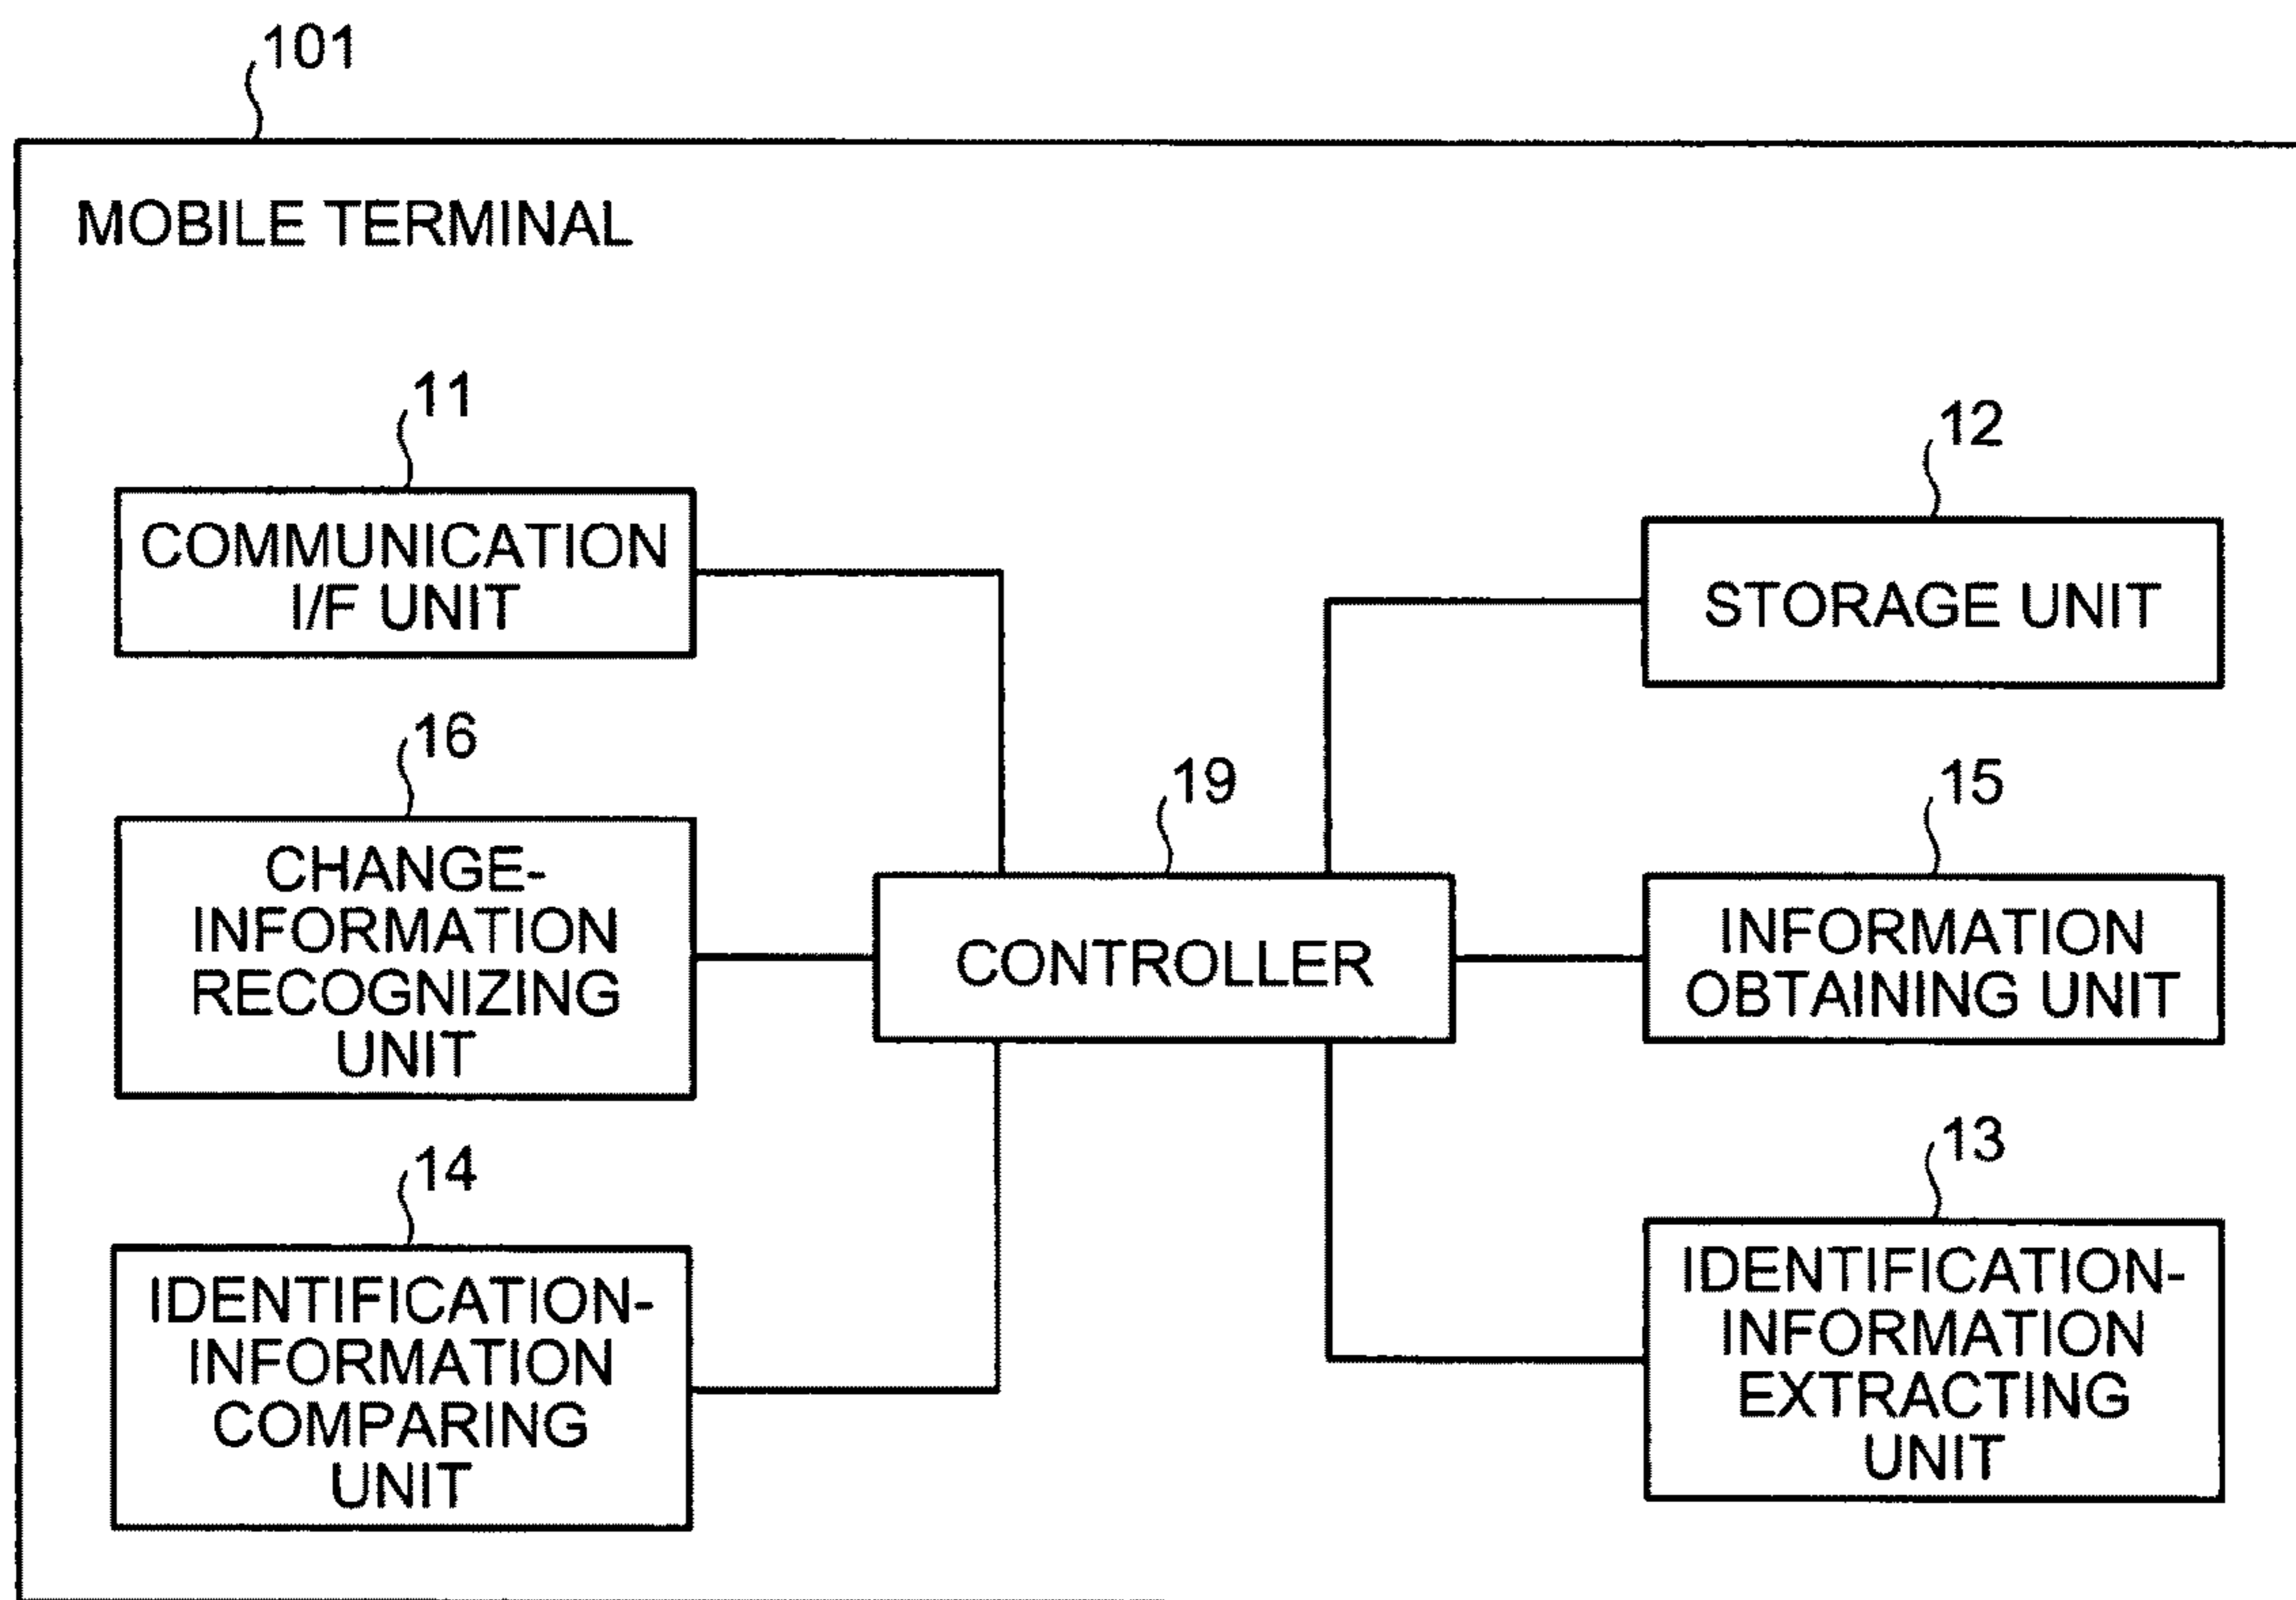 101
MOBILE TERMINAL
11
COMMUNICATION
I/F UNIT
12
STORAGE UNIT
16
CHANGE-
INFORMATION
RECOGNIZING
UNIT
19
CONTROLLER
15
INFORMATION
OBTAINING UNIT
14
IDENTIFICATION-
INFORMATION
COMPARING
UNIT
13
IDENTIFICATION-
INFORMATION
EXTRACTING
UNIT